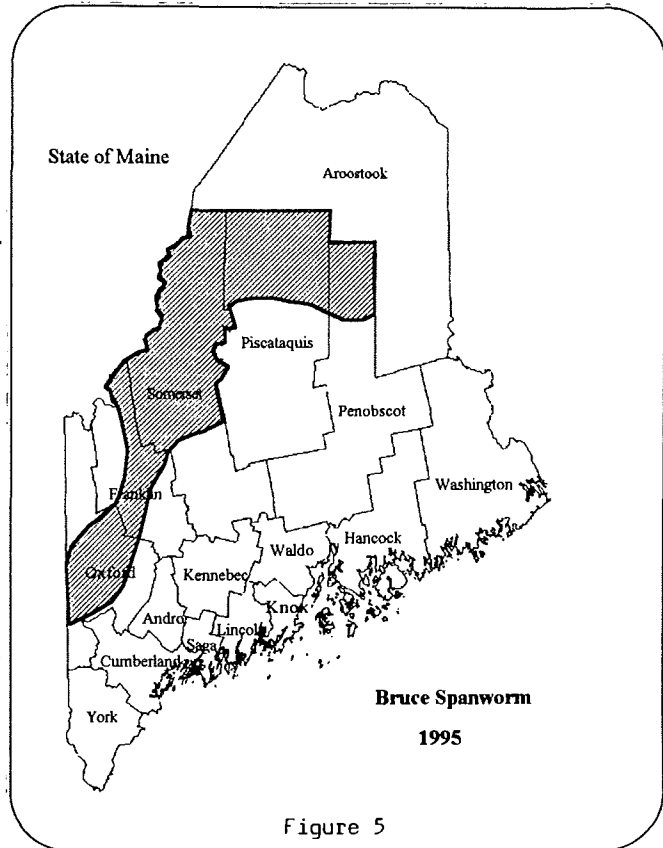 State of Maine
Aroostook
Piscataquis
Somerset
Penobscot
Franklin
Washington
Oxford
Kennebec
Waldo
Hancock
Andro
Knox
Lincoln
Saga
Cumberland
York
Bruce Spanworm
1995
Figure 5